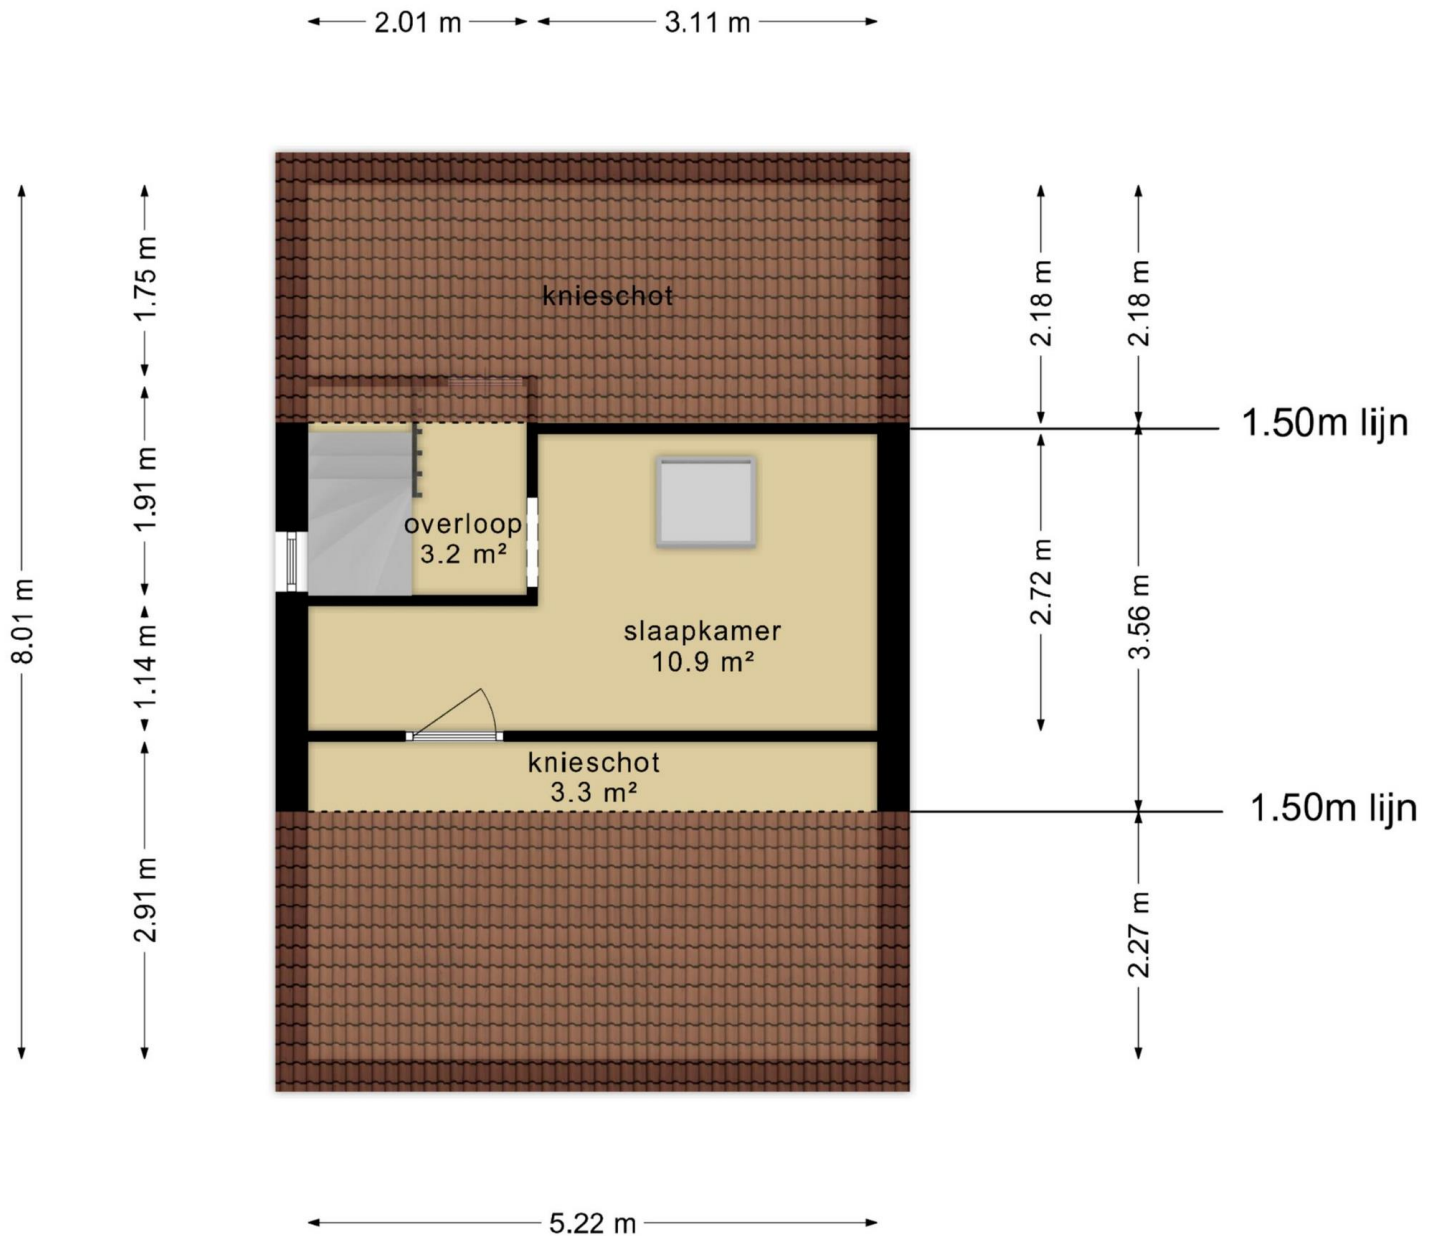 2.01 m
3.11 m
8.01 m
1.75 m
1.91 m
1.14 m
2.91 m
knieschot
overloop
3.2 m²
slaapkamer
10.9 m²
knieschot
3.3 m²
2.18 m
2.72 m
2.18 m
3.56 m
2.27 m
1.50m lijn
1.50m lijn
5.22 m